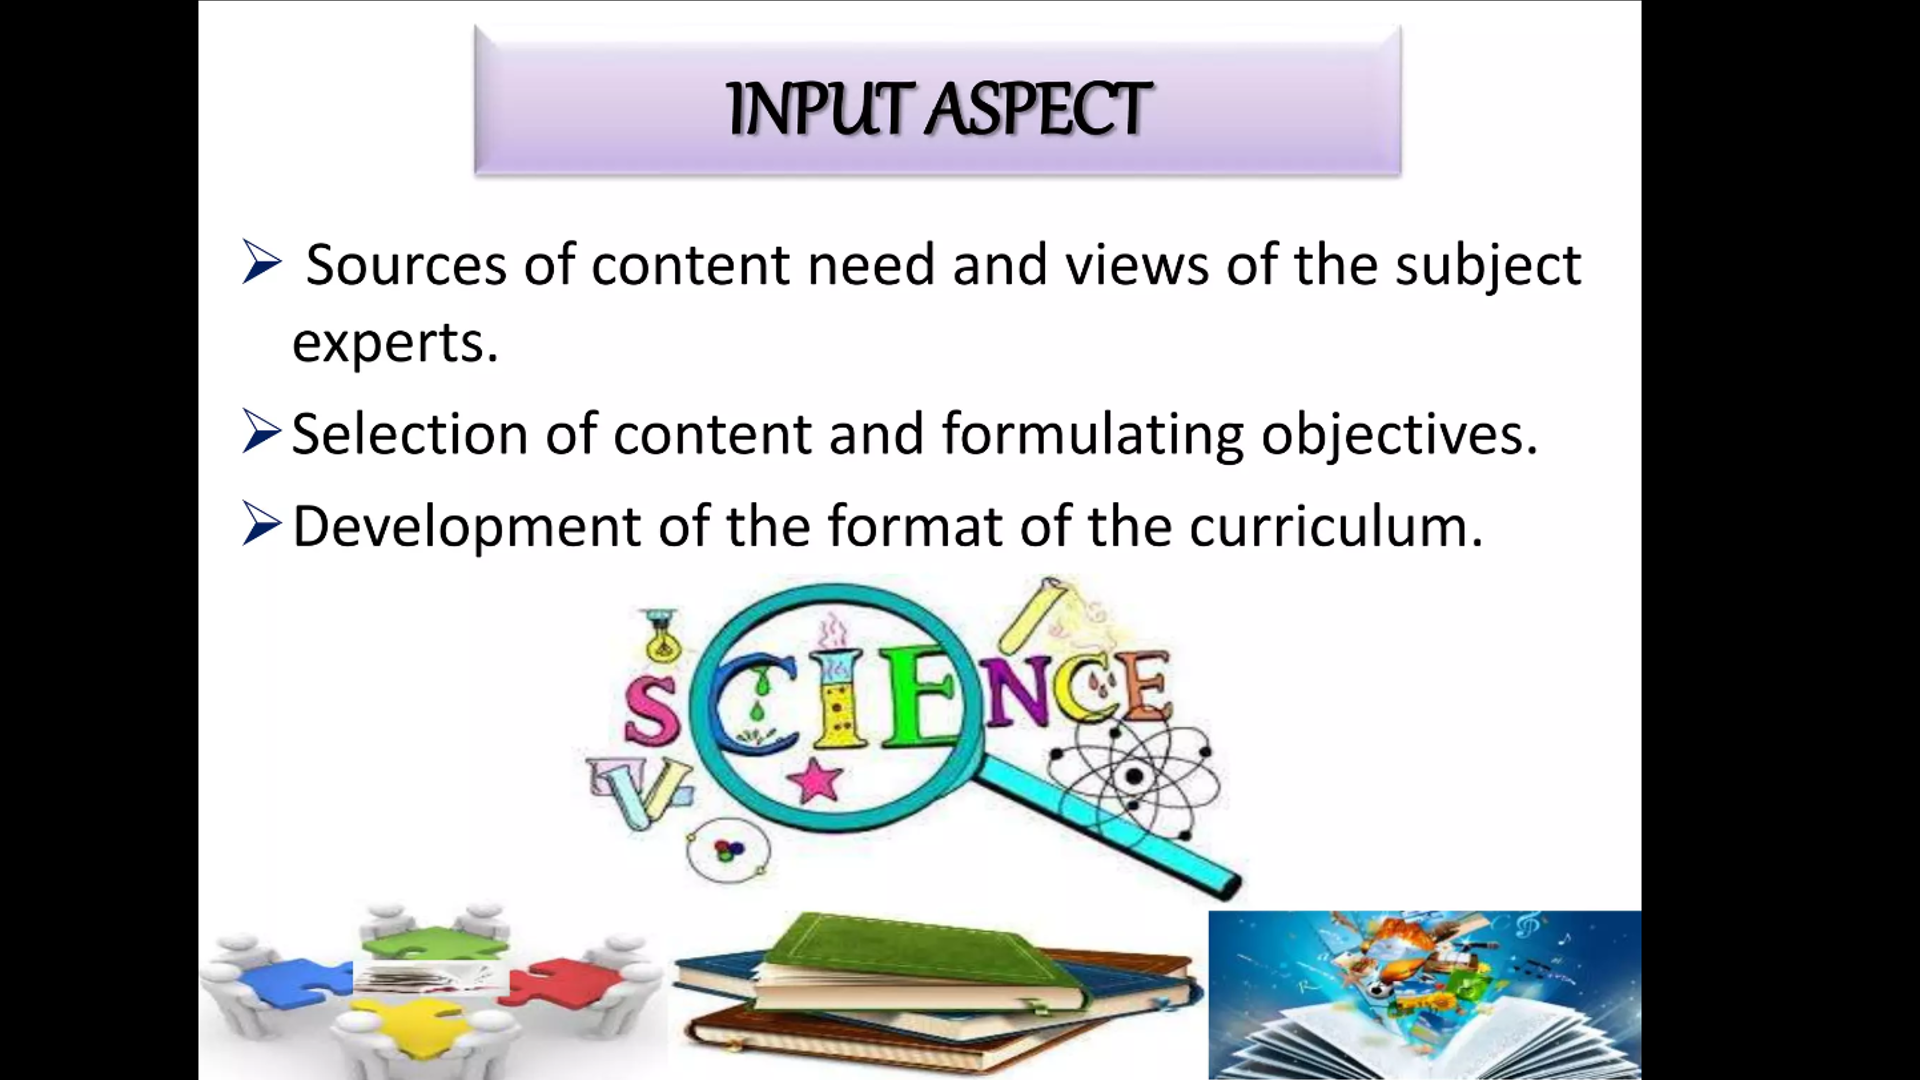 INPUT ASPECT
➢ Sources of content need and views of the subject
experts.
➢Selection of content and formulating objectives.
➢Development of the format of the curriculum.
SCIENCE